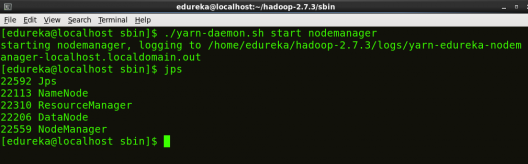 edureka@localhost:~/hadoop-2.7.3/sbin
File Edit View Search Terminal Help
[edureka@localhost sbin]$ ./yarn-daemon.sh start nodemanager
starting nodemanager, logging to /home/edureka/hadoop-2.7.3/logs/yarn-edureka-nodem
anager-localhost.localdomain.out
[edureka@localhost sbin]$ jps
22592 Jps
22113 NameNode
22310 ResourceManager
22206 DataNode
22559 NodeManager
[edureka@localhost sbin]$